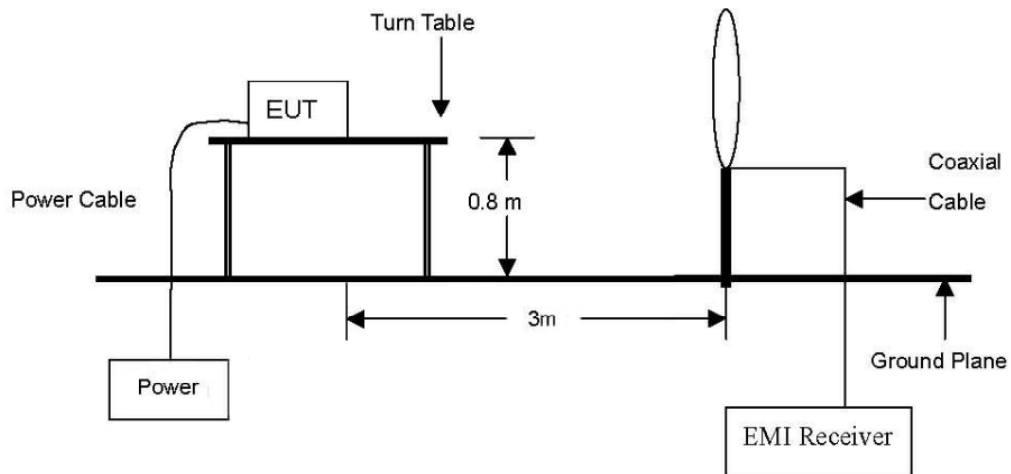 Turn Table
EUT
Power Cable
0.8 m
Coaxial
Cable
3m
Ground Plane
Power
EMI Receiver